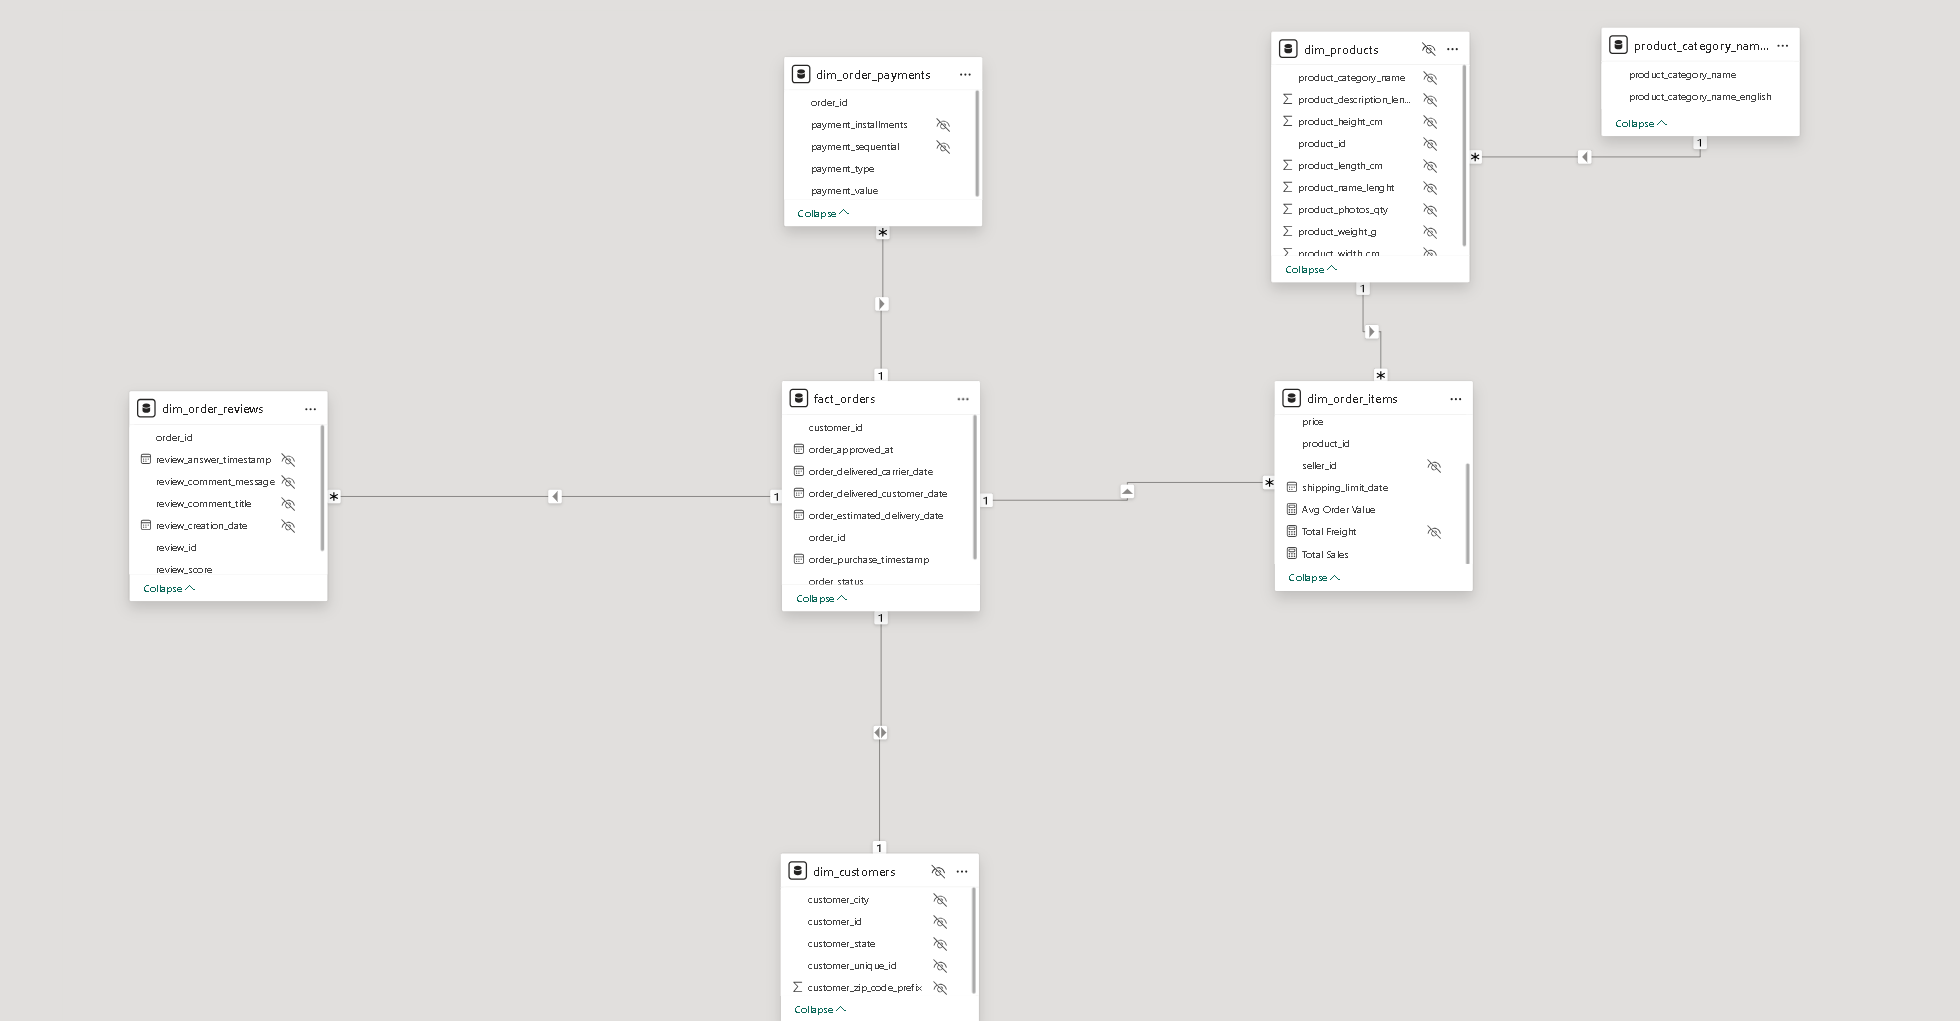 dim_order_payments
order_id
payment_installments
payment_sequential
payment_type
payment_value
Collapse
*
1
dim_products
product_category_name
product_description_len...
product_height_cm
product_id
product_length_cm
product_name_lenght
product_photos_qty
product_weight_g
product_width_cm
Collapse
1
*
*
1
product_category_nam...
product_category_name
product_category_name_english
Collapse
dim_order_reviews
order_id
review_answer_timestamp
review_comment_message
review_comment_title
review_creation_date
review_id
review_score
Collapse
*
1
fact_orders
customer_id
order_approved_at
order_delivered_carrier_date
order_delivered_customer_date
order_estimated_delivery_date
order_id
order_purchase_timestamp
order_status
Collapse
1
*
dim_order_items
price
product_id
seller_id
shipping_limit_date
Avg Order Value
Total Freight
Total Sales
Collapse
1
1
dim_customers
customer_city
customer_id
customer_state
customer_unique_id
customer_zip_code_prefix
Collapse